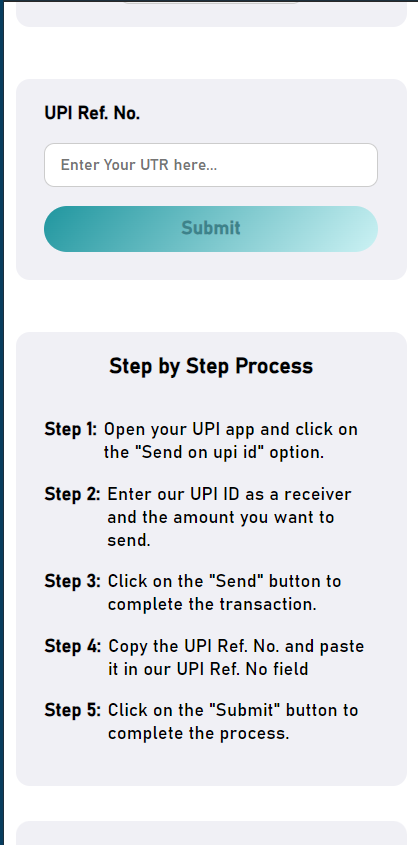 UPI Ref. No.
Enter Your UTR here...
Submit
Step by Step Process
Step 1: Open your UPI app and click on
the "Send on upi id" option.
Step 2: Enter our UPI ID as a receiver
and the amount you want to
send.
Step 3: Click on the "Send" button to
complete the transaction.
Step 4: Copy the UPI Ref. No. and paste
it in our UPI Ref. No field
Step 5: Click on the "Submit" button to
complete the process.